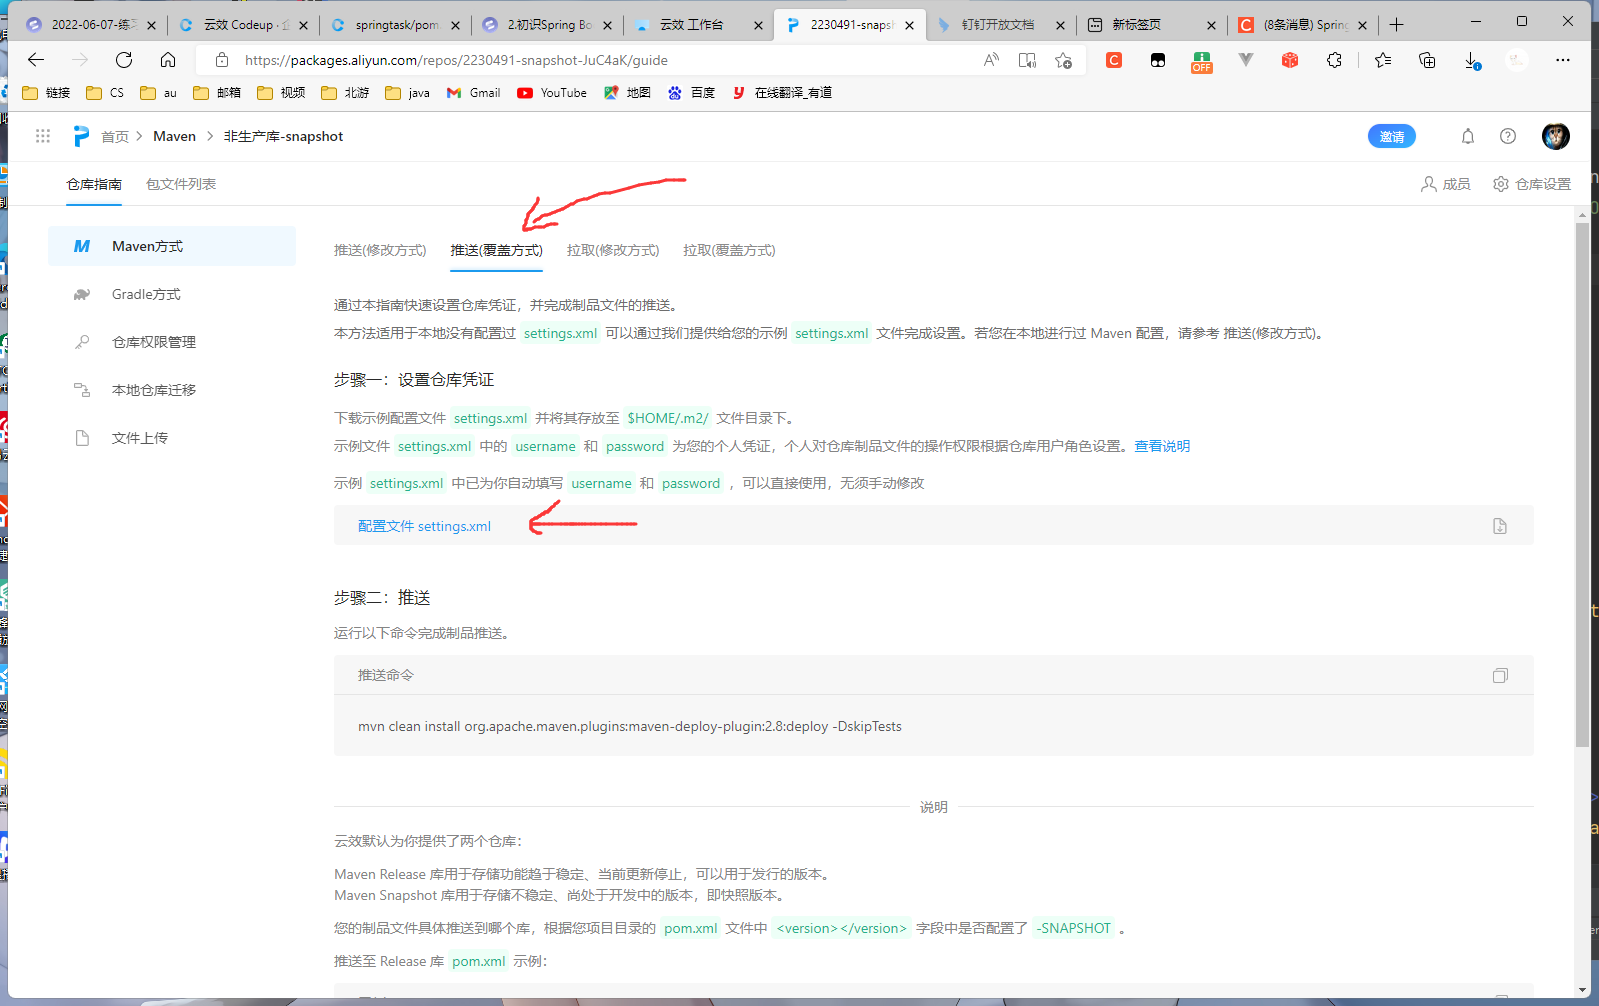 2022-06-07-练习
云效 Codeup · 企
springtask/pom.
2.初识Spring Bo
云效 工作台
2230491-snapsh
钉钉开放文档
新标签页
(8条消息) Spring
https://packages.aliyun.com/repos/2230491-snapshot-JuC4aK/guide
OFF
链接
CS
au
邮箱
视频
北游
java
Gmail
YouTube
地图
百度
在线翻译_有道
首页 > Maven > 非生产库-snapshot
邀请
仓库指南
包文件列表
成员
仓库设置
Maven方式
Gradle方式
仓库权限管理
本地仓库迁移
文件上传
推送(修改方式)
推送(覆盖方式)
拉取(修改方式)
拉取(覆盖方式)
通过本指南快速设置仓库凭证，并完成制品文件的推送。
本方法适用于本地没有配置过 settings.xml 可以通过我们提供给您的示例 settings.xml 文件完成设置。若您在本地进行过 Maven 配置，请参考 推送(修改方式)。
步骤一：设置仓库凭证
下载示例配置文件 settings.xml 并将其存放至 $HOME/.m2/ 文件目录下。
示例文件 settings.xml 中的 username 和 password 为您的个人凭证，个人对仓库制品文件的操作权限根据仓库用户角色设置。查看说明
示例 settings.xml 中已为你自动填写 username 和 password ，可以直接使用，无须手动修改
配置文件 settings.xml
步骤二：推送
运行以下命令完成制品推送。
推送命令
mvn clean install org.apache.maven.plugins:maven-deploy-plugin:2.8:deploy -DskipTests
说明
云效默认为你提供了两个仓库：
Maven Release 库用于存储功能趋于稳定、当前更新停止，可以用于发行的版本。
Maven Snapshot 库用于存储不稳定、尚处于开发中的版本，即快照版本。
您的制品文件具体推送到哪个库，根据您项目目录的 pom.xml 文件中 <version></version> 字段中是否配置了 -SNAPSHOT 。
推送至 Release 库 pom.xml 示例：